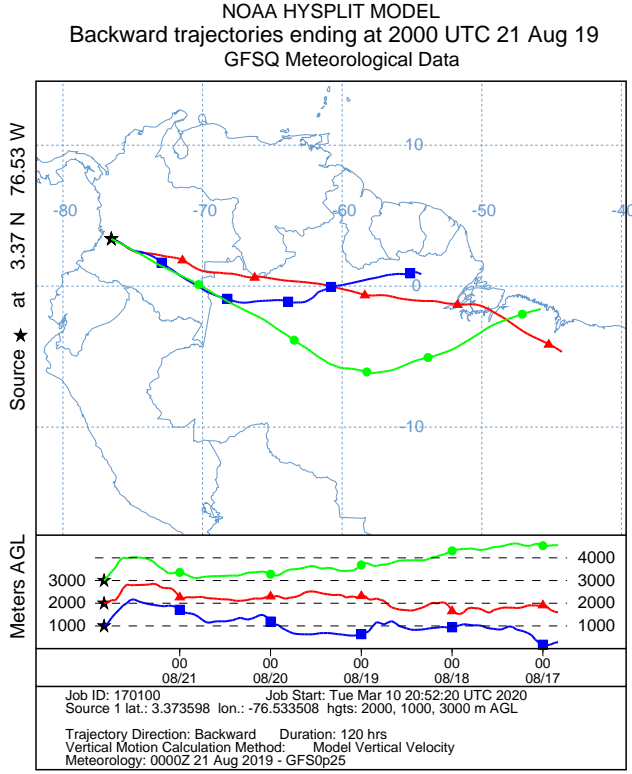 NOAA HYSPLIT MODEL
Backward trajectories ending at 2000 UTC 21 Aug 19
GFSQ Meteorological Data
Source ★ at 3.37 N 76.53 W
10
-80 -70 -60 -50 -40
0
-10
Meters AGL
4000
3000 3000
2000 2000
1000 1000
00 00 00 00 00
08/21 08/20 08/19 08/18 08/17
Job ID: 170100 Job Start: Tue Mar 10 20:52:20 UTC 2020
Source 1 lat.: 3.373598 lon.: -76.533508 hgts: 2000, 1000, 3000 m AGL
Trajectory Direction: Backward Duration: 120 hrs
Vertical Motion Calculation Method: Model Vertical Velocity
Meteorology: 0000Z 21 Aug 2019 - GFS0p25